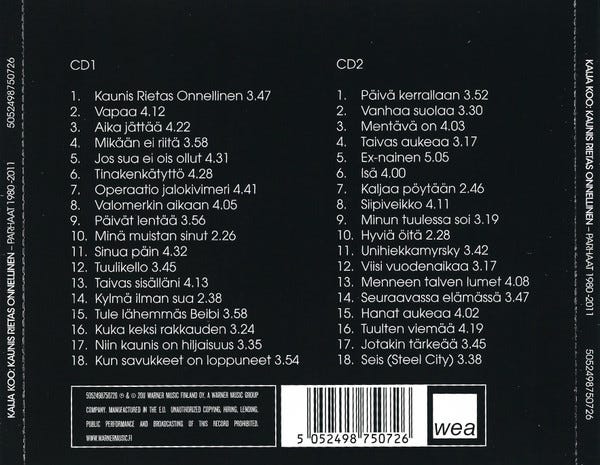 KAIJA KOO: KAUNIS RIETAS ONNELLINEN – PARHAAT 1980-2011 5052498750726
CD1
1. Kaunis Rietas Onnellinen 3.47
2. Vapaa 4.12
3. Aika jättää 4.22
4. Mikään ei riitä 3.58
5. Jos sua ei ois ollut 4.31
6. Tinakenkätyttö 4.28
7. Operaatio jalokivimeri 4.41
8. Valomerkin aikaan 4.05
9. Päivät lentää 3.56
10. Minä muistan sinut 2.26
11. Sinua päin 4.32
12. Tuulikello 3.45
13. Taivas sisälläni 4.13
14. Kylmä ilman sua 2.38
15. Tule lähemmäs Beibi 3.58
16. Kuka keksi rakkauden 3.24
17. Niin kaunis on hiljaisuus 3.35
18. Kun savukkeet on loppuneet 3.54
CD2
1. Päivä kerrallaan 3.52
2. Vanhaa suolaa 3.30
3. Mentävä on 4.03
4. Taivas aukeaa 3.17
5. Ex-nainen 5.05
6. Isä 4.00
7. Kaljaa pöytään 2.46
8. Siipiveikko 4.11
9. Minun tuulessa soi 3.19
10. Hyviä öitä 2.28
11. Unihiekkamyrsky 3.42
12. Viisi vuodenaikaa 3.17
13. Menneen talven lumet 4.08
14. Seuraavassa elämässä 3.47
15. Hanat aukeaa 4.02
16. Tuulten viemää 4.19
17. Jotakin tärkeää 3.45
18. Seis (Steel City) 3.38
5052498750726 ℗ & © 2011 WARNER MUSIC FINLAND OY, A WARNER MUSIC GROUP
COMPANY. MANUFACTURED IN THE E.U. UNAUTHORIZED COPYING, HIRING, LENDING,
PUBLIC PERFORMANCE AND BROADCASTING OF THIS RECORD PROHIBITED.
WWW.WARNERMUSIC.FI
5 052498 750726
wea
KAIJA KOO: KAUNIS RIETAS ONNELLINEN – PARHAAT 1980-2011 5052498750726